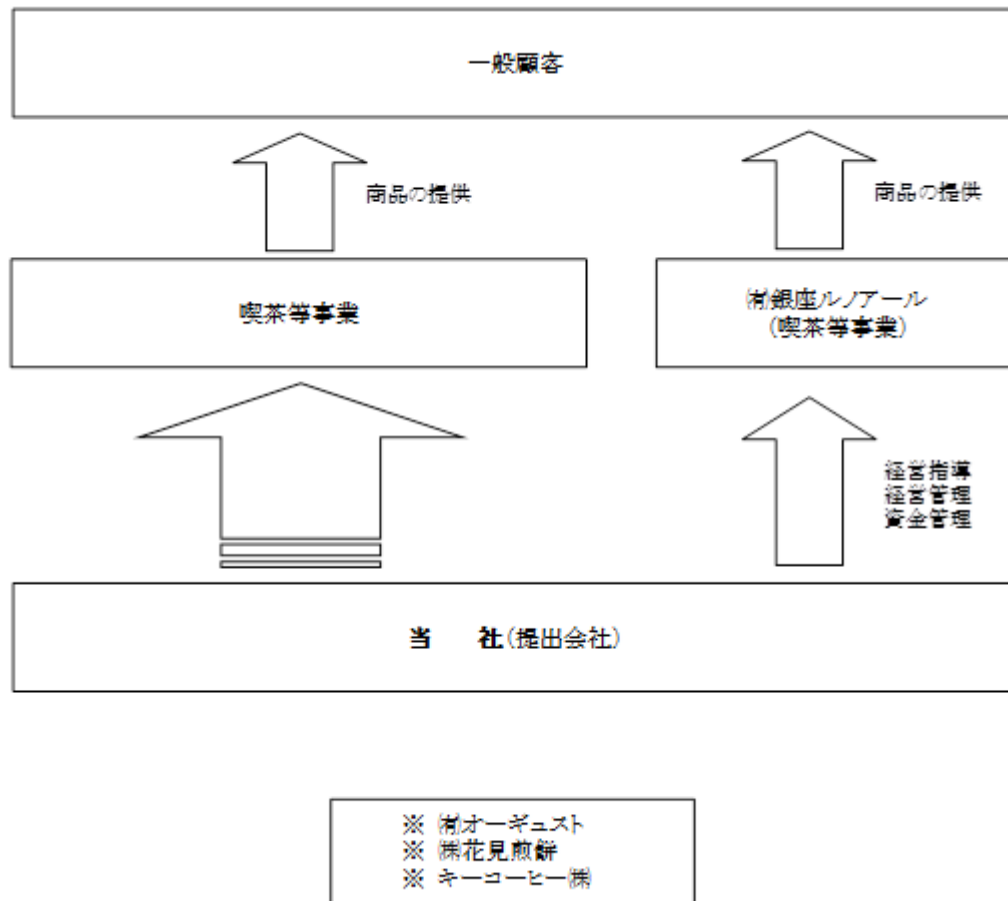 一般顧客
商品の提供
商品の提供
喫茶等事業
㈲銀座ルノアール
(喫茶等事業)
経営指導
経営管理
資金管理
当　　社(提出会社)
※ ㈲オーギュスト
※ ㈱花見煎餅
※ キーコーヒー㈱